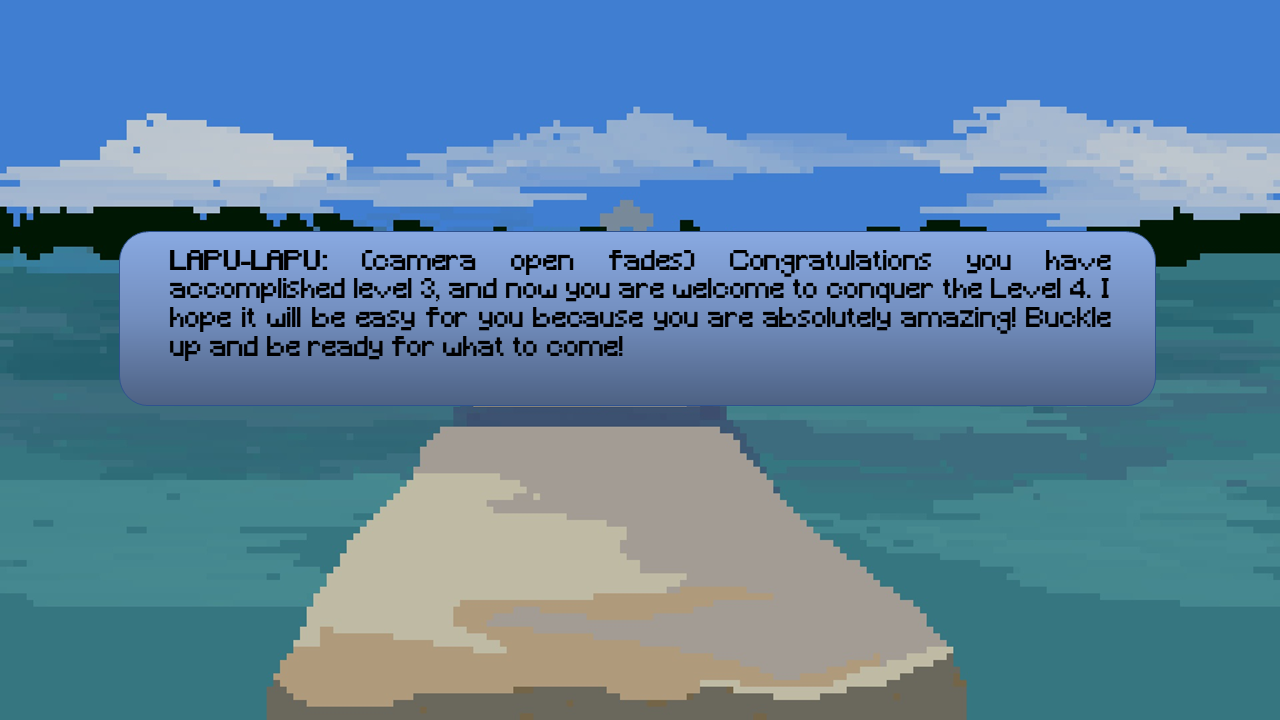 LAPU-LAPU: (camera open fades) Congratulations you have
accomplished level 3, and now you are welcome to conquer the Level 4. I
hope it will be easy for you because you are absolutely amazing! Buckle
up and be ready for what to come!